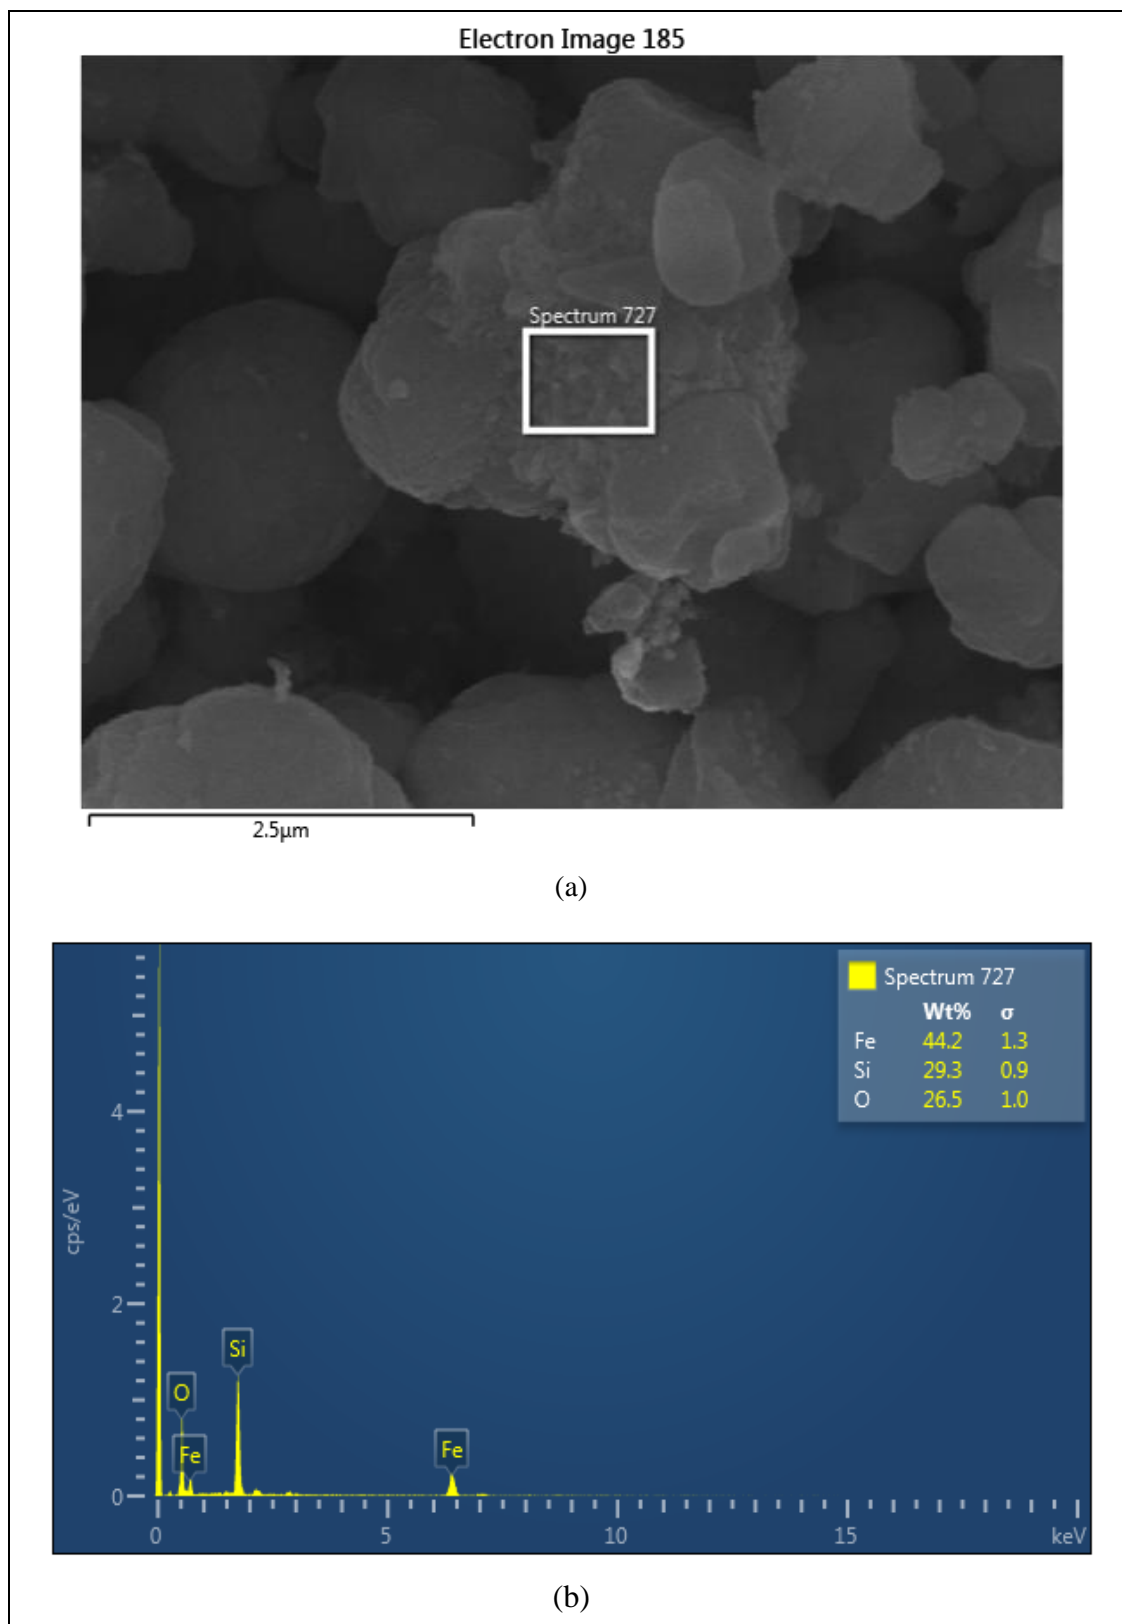 Electron Image 185
Spectrum 727
2.5µm
(a)
Spectrum 727
Wt% σ
Fe 44.2 1.3
Si 29.3 0.9
O 26.5 1.0
4
cps/eV
2
Si
O
Fe
Fe
0
0 5 10 15 keV
(b)